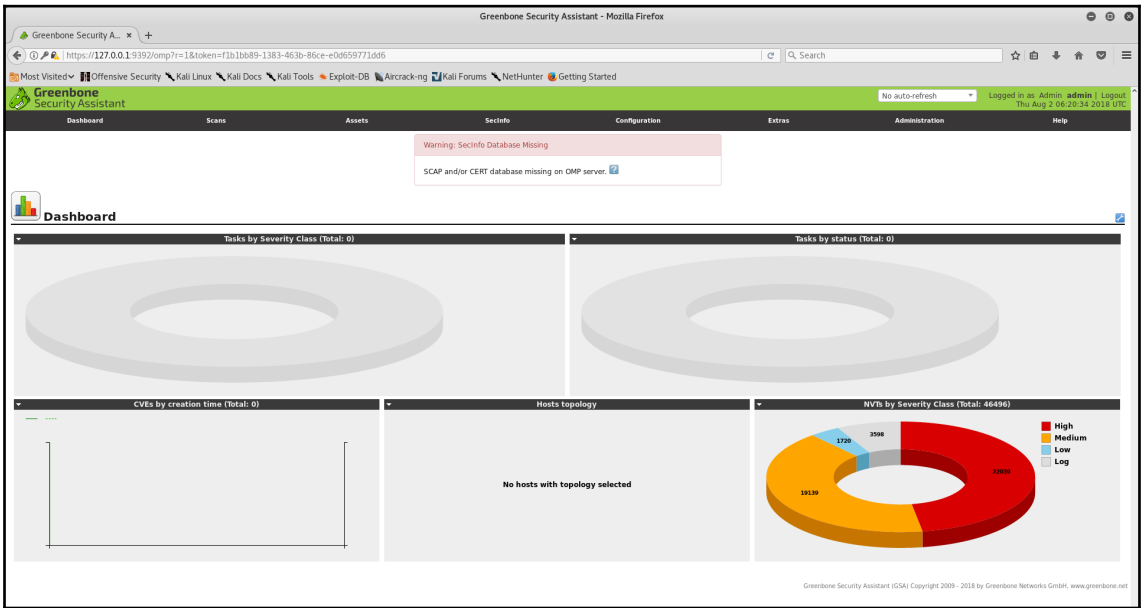 Greenbone Security Assistant - Mozilla Firefox
Greenbone Security A... × +
https://127.0.0.1:9392/omp?r=1&token=f1b1bb89-1383-463b-86ce-e0d659771dd6
Search
Most Visited Offensive Security Kali Linux Kali Docs Kali Tools Exploit-DB Aircrack-ng Kali Forums NetHunter Getting Started
Greenbone
Security Assistant
No auto-refresh
Logged in as Admin admin | Logout
Thu Aug 2 06:20:34 2018 UTC
Dashboard Scans Assets SecInfo Configuration Extras Administration Help
Warning: SecInfo Database Missing
SCAP and/or CERT database missing on OMP server. ?
Dashboard
Tasks by Severity Class (Total: 0)
Tasks by status (Total: 0)
CVEs by creation time (Total: 0)
Hosts topology
No hosts with topology selected
NVTs by Severity Class (Total: 46496)
High
Medium
Low
Log
1720
3598
19139
Greenbone Security Assistant (GSA) Copyright 2009 - 2018 by Greenbone Networks GmbH, www.greenbone.net